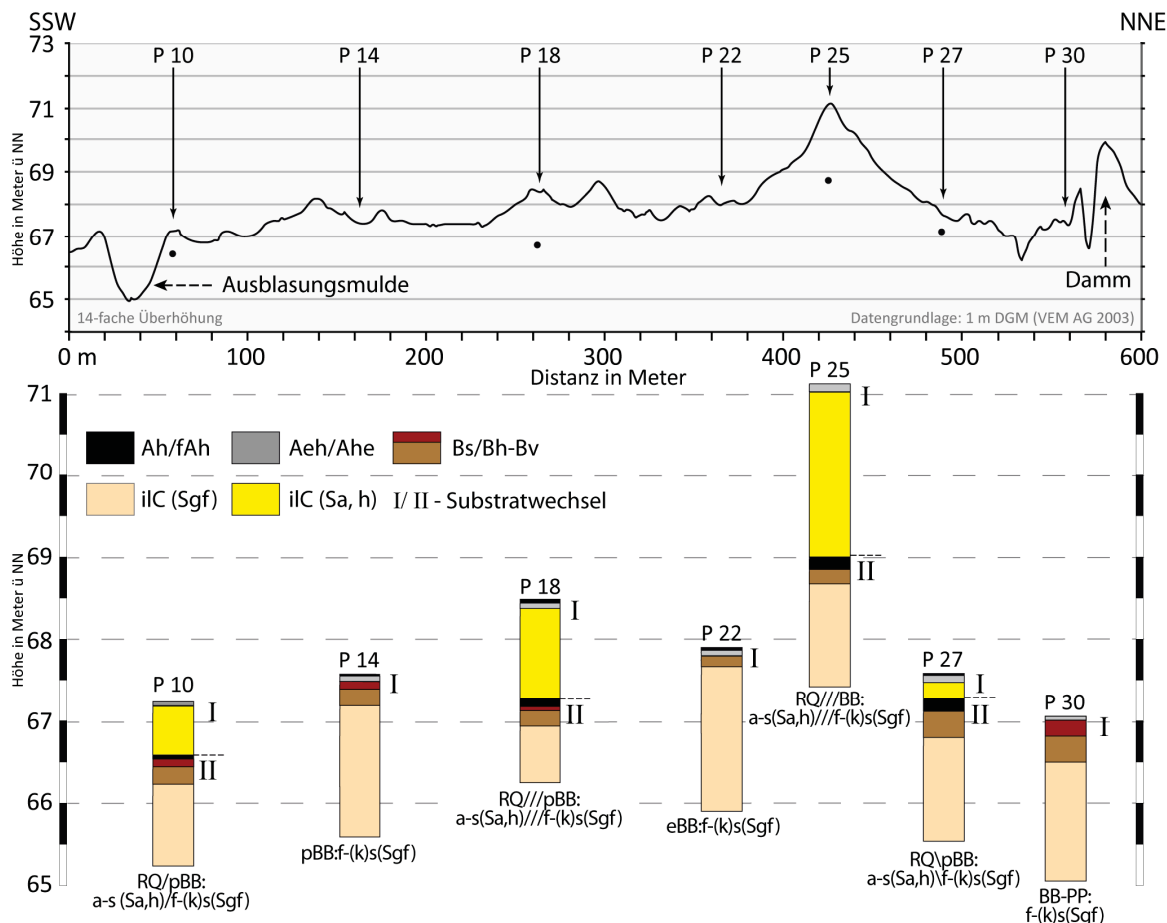 SSW
NNE
73
71
69
67
65
Höhe in Meter ü NN
P 10
P 14
P 18
P 22
P 25
P 27
P 30
Ausblasungsmulde
Damm
14-fache Überhöhung
Datengrundlage: 1 m DGM (VEM AG 2003)
0 m
100
200
300
400
500
600
Distanz in Meter
71
70
69
68
67
66
65
Höhe in Meter ü NN
Ah/fAh
Aeh/Ahe
Bs/Bh-Bv
ilC (Sgf)
ilC (Sa, h)
I/ II - Substratwechsel
P 10
I
II
RQ/pBB:
a-s (Sa,h)/f-(k)s(Sgf)
P 14
I
pBB:f-(k)s(Sgf)
P 18
I
II
RQ///pBB:
a-s(Sa,h)///f-(k)s(Sgf)
P 22
I
eBB:f-(k)s(Sgf)
P 25
I
II
RQ///BB:
a-s(Sa,h)///f-(k)s(Sgf)
P 27
I
II
RQ\pBB:
a-s(Sa,h)\f-(k)s(Sgf)
P 30
I
BB-PP:
f-(k)s(Sgf)